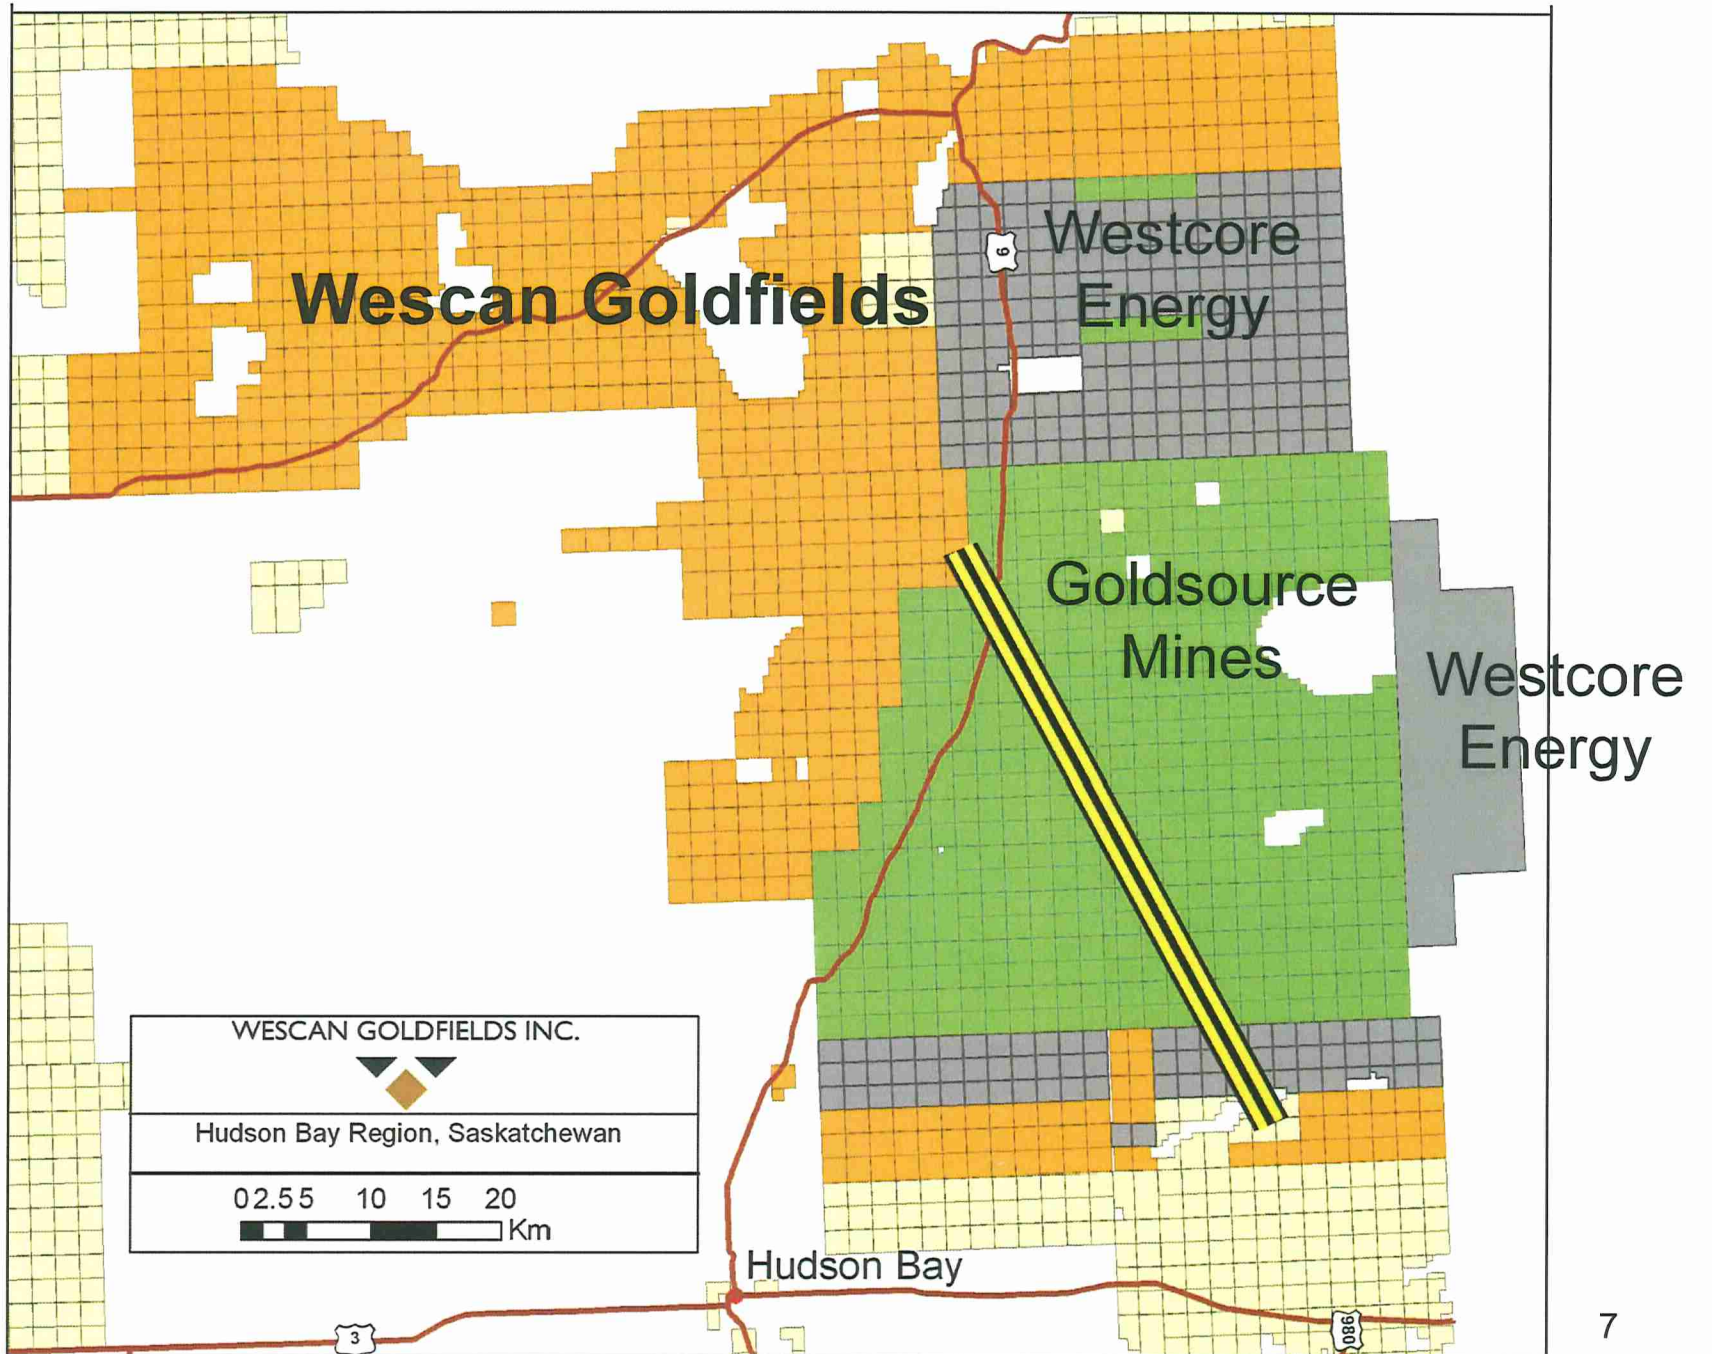 Westcore
Energy
9
Wescan Goldfields
Goldsource
Mines
Westcore
Energy
WESCAN GOLDFIELDS INC.
Hudson Bay Region, Saskatchewan
0 2.5 5 10 15 20
Km
Hudson Bay
3
980
7